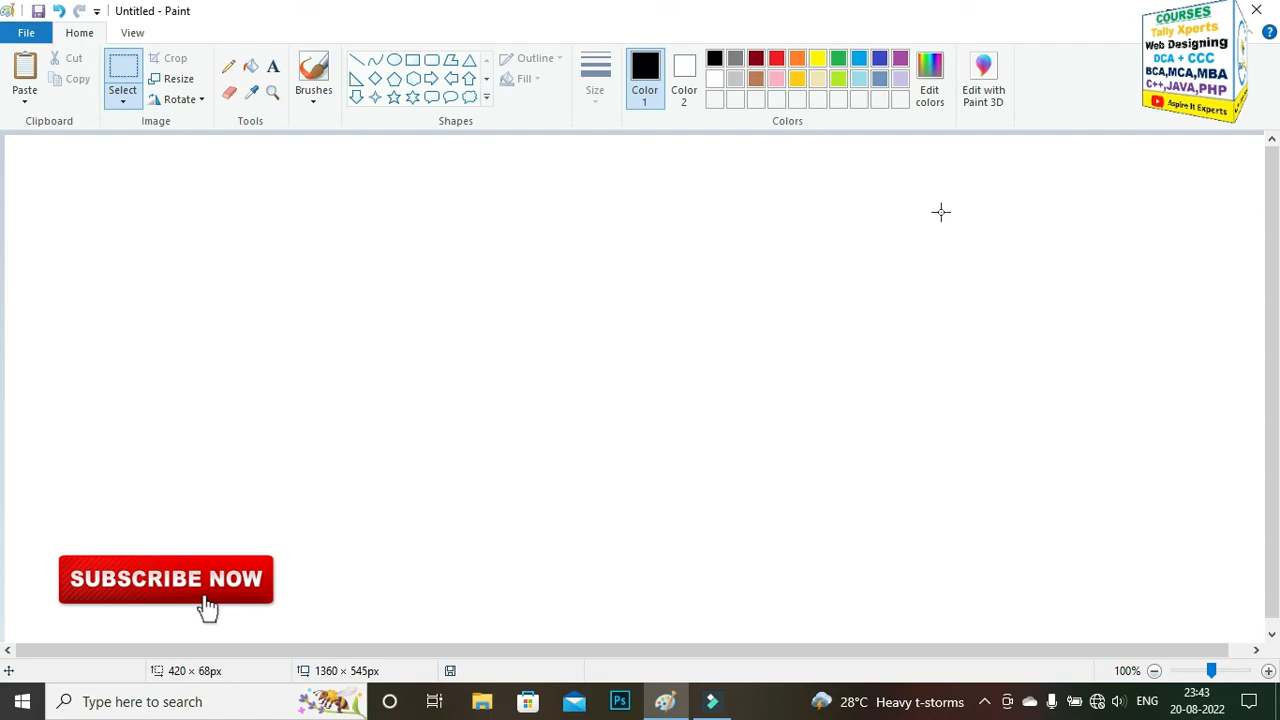 Untitled - Paint
File Home View
Paste
Cut
Copy
Clipboard
Select
Crop
Resize
Rotate
Image
Tools
Brushes
Shapes
Outline
Fill
Size
Color 1
Color 2
Edit colors
Colors
Edit with Paint 3D
COURSES
Tally Xperts
Web Designing
DCA + CCC
BCA,MCA,MBA
C++,JAVA,PHP
Aspire It Experts
SUBSCRIBE NOW
420 × 68px
1360 × 545px
100%
Type here to search
Ps
28°C Heavy t-storms
ENG
23:43
20-08-2022